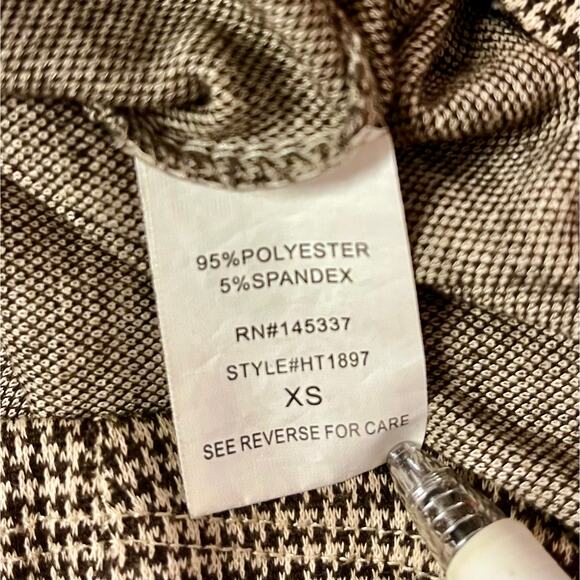 95%POLYESTER
5%SPANDEX
RN#145337
STYLE#HT1897
XS
SEE REVERSE FOR CARE